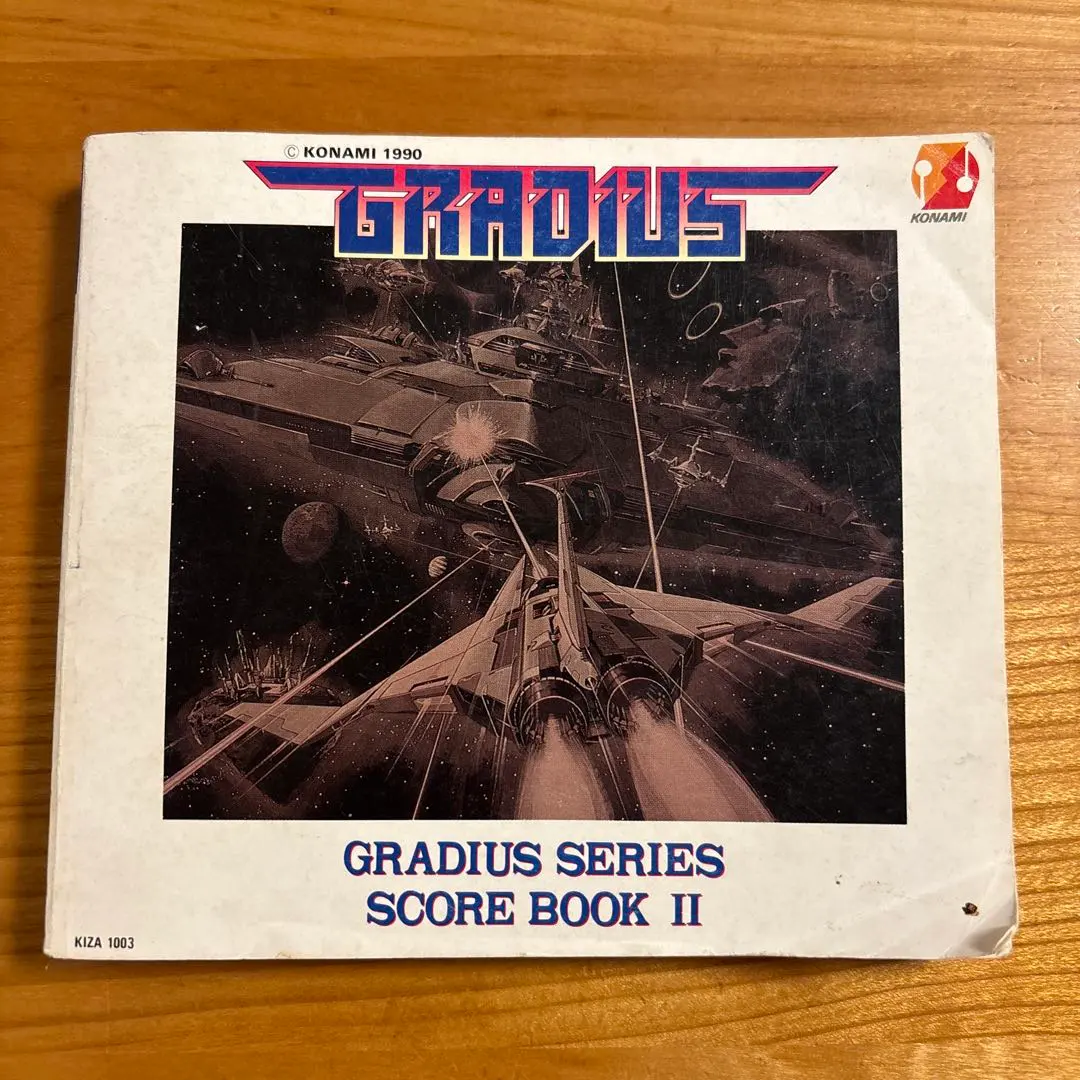 © KONAMI 1990
GRADIUS
KONAMI
GRADIUS SERIES
SCORE BOOK II
KIZA 1003